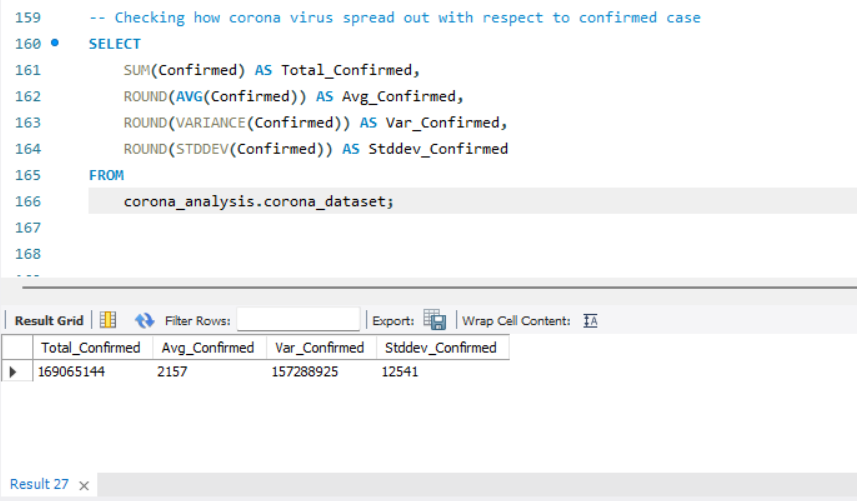 159 -- Checking how corona virus spread out with respect to confirmed case
160 SELECT
161 SUM(Confirmed) AS Total_Confirmed,
162 ROUND(AVG(Confirmed)) AS Avg_Confirmed,
163 ROUND(VARIANCE(Confirmed)) AS Var_Confirmed,
164 ROUND(STDDEV(Confirmed)) AS Stddev_Confirmed
165 FROM
166 corona_analysis.corona_dataset;
167
168
Result Grid Filter Rows: Export: Wrap Cell Content:
Total_Confirmed Avg_Confirmed Var_Confirmed Stddev_Confirmed
169065144 2157 157288925 12541
Result 27 ×